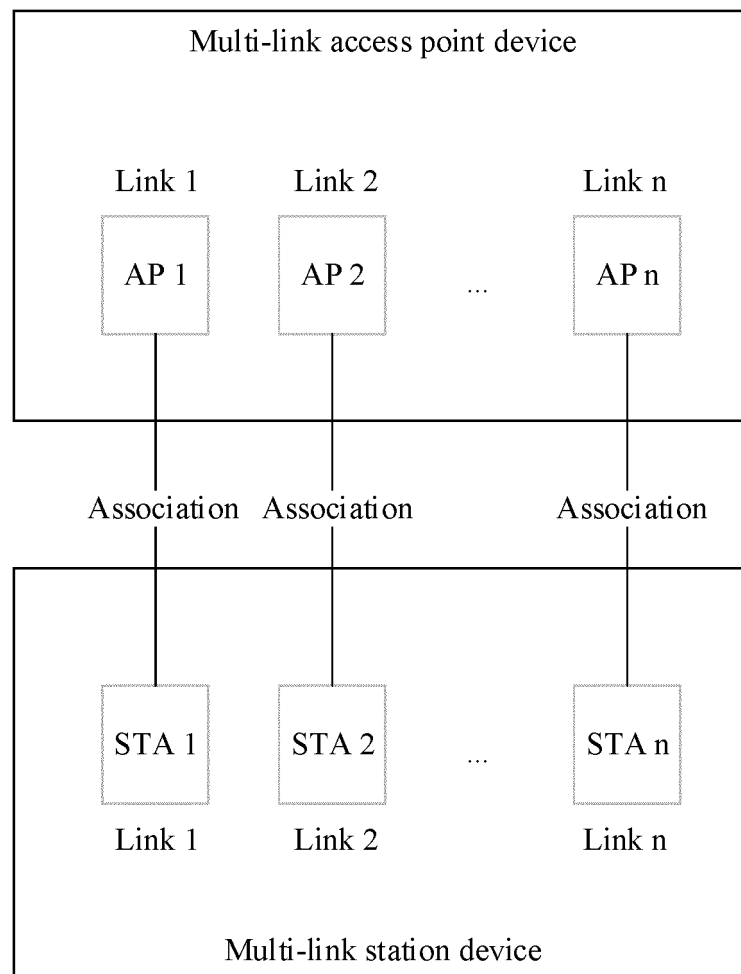 Multi-link access point device
Link 1 Link 2 Link n
AP 1 AP 2 ... AP n
Association Association Association
STA 1 STA 2 ... STA n
Link 1 Link 2 Link n
Multi-link station device